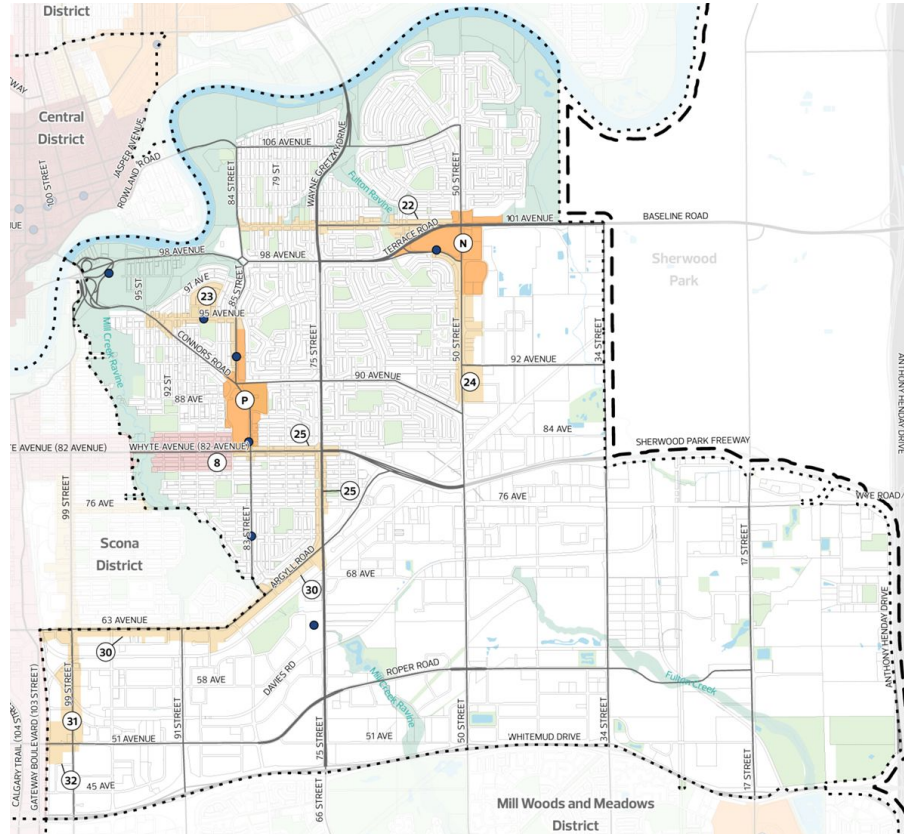 District
Central
District
JASPER AVENUE
ROWLAND ROAD
100 STREET
106 AVENUE
84 STREET
79 ST
WAYNE GRETZKY DRIVE
Fulton Ravine
50 STREET
22
101 AVENUE
BASELINE ROAD
TERRACE ROAD
N
98 AVENUE
98 AVENUE
Sherwood
Park
95 ST
97 AVE
85 STREET
23
95 AVENUE
Mill Creek Ravine
CONNORS ROAD
75 STREET
50 STREET
34 STREET
92 AVENUE
92 ST
88 AVE
90 AVENUE
24
P
ANTHONY HENDAY DRIVE
84 AVE
25
TE AVENUE (82 AVENUE)
WHYTE AVENUE (82 AVENUE)
SHERWOOD PARK FREEWAY
8
99 STREET
76 AVE
25
76 AVE
WYE ROAD
83 STREET
17 STREET
Scona
District
ARGYLL ROAD
68 AVE
30
63 AVENUE
30
ANTHONY HENDAY DRIVE
58 AVE
DAVIES RD
ROPER ROAD
Mill Creek Ravine
Fulton Creek
99 STREET
91 STREET
31
50 STREET
34 STREET
51 AVENUE
75 STREET
51 AVE
WHITEMUD DRIVE
CALGARY TRAIL (104 ST
GATEWAY BOULEVARD (103 STREET)
32
45 AVE
66 STREET
17 STREET
Mill Woods and Meadows
District